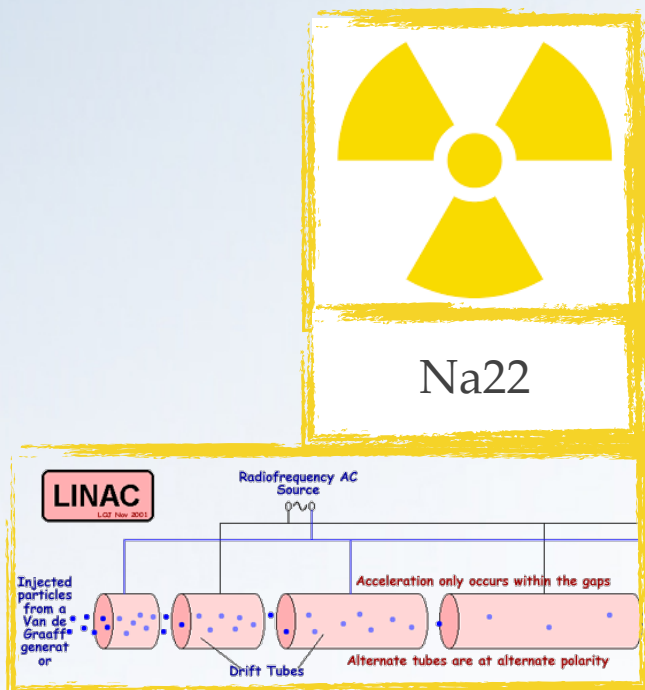 Na22
LINAC
LGJ Nov 2001
Radiofrequency AC
Source
Injected
particles
from a
Van de
Graaff
generat
or
Acceleration only occurs within the gaps
Drift Tubes
Alternate tubes are at alternate polarity